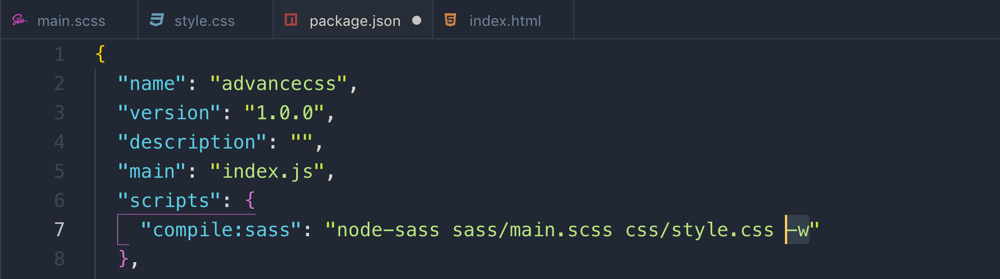 Sass main.scss style.css package.json index.html
1 {
2 "name": "advancecss",
3 "version": "1.0.0",
4 "description": "",
5 "main": "index.js",
6 "scripts": {
7 "compile:sass": "node-sass sass/main.scss css/style.css -w"
8 },